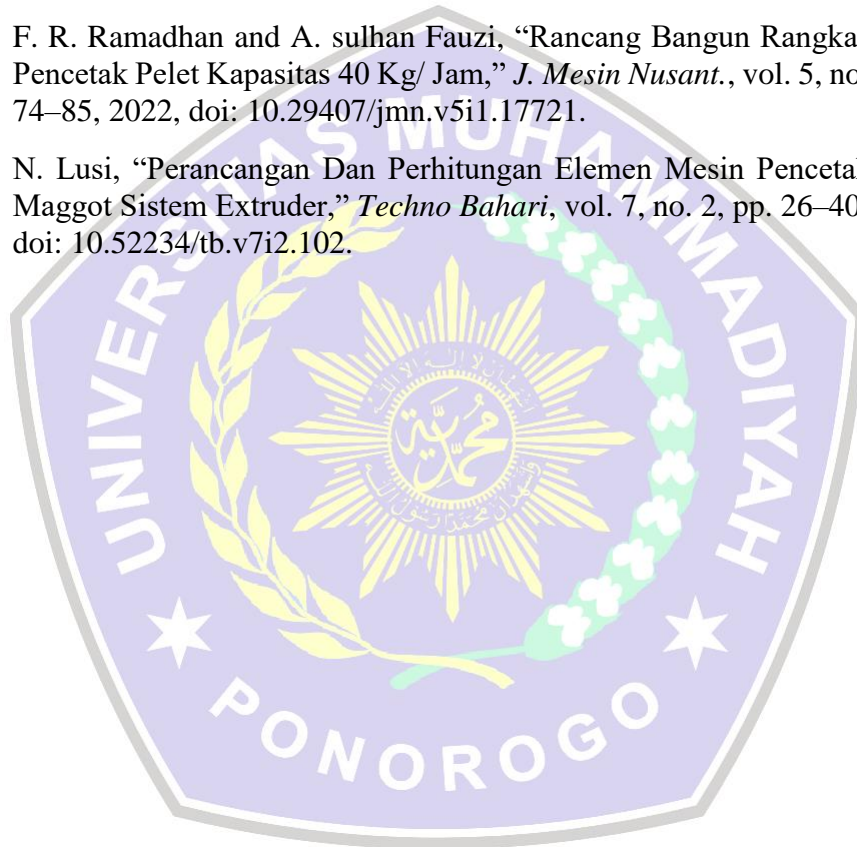 F. R. Ramadhan and A. sulhan Fauzi, “Rancang Bangun Rangka
Pencetak Pelet Kapasitas 40 Kg/ Jam,” J. Mesin Nusant., vol. 5, no
74–85, 2022, doi: 10.29407/jmn.v5i1.17721.
N. Lusi, “Perancangan Dan Perhitungan Elemen Mesin Pencetak
Maggot Sistem Extruder,” Techno Bahari, vol. 7, no. 2, pp. 26–40
doi: 10.52234/tb.v7i2.102.
UNIVERSITAS MUHAMMADIYAH
PONOROGO
محمدية